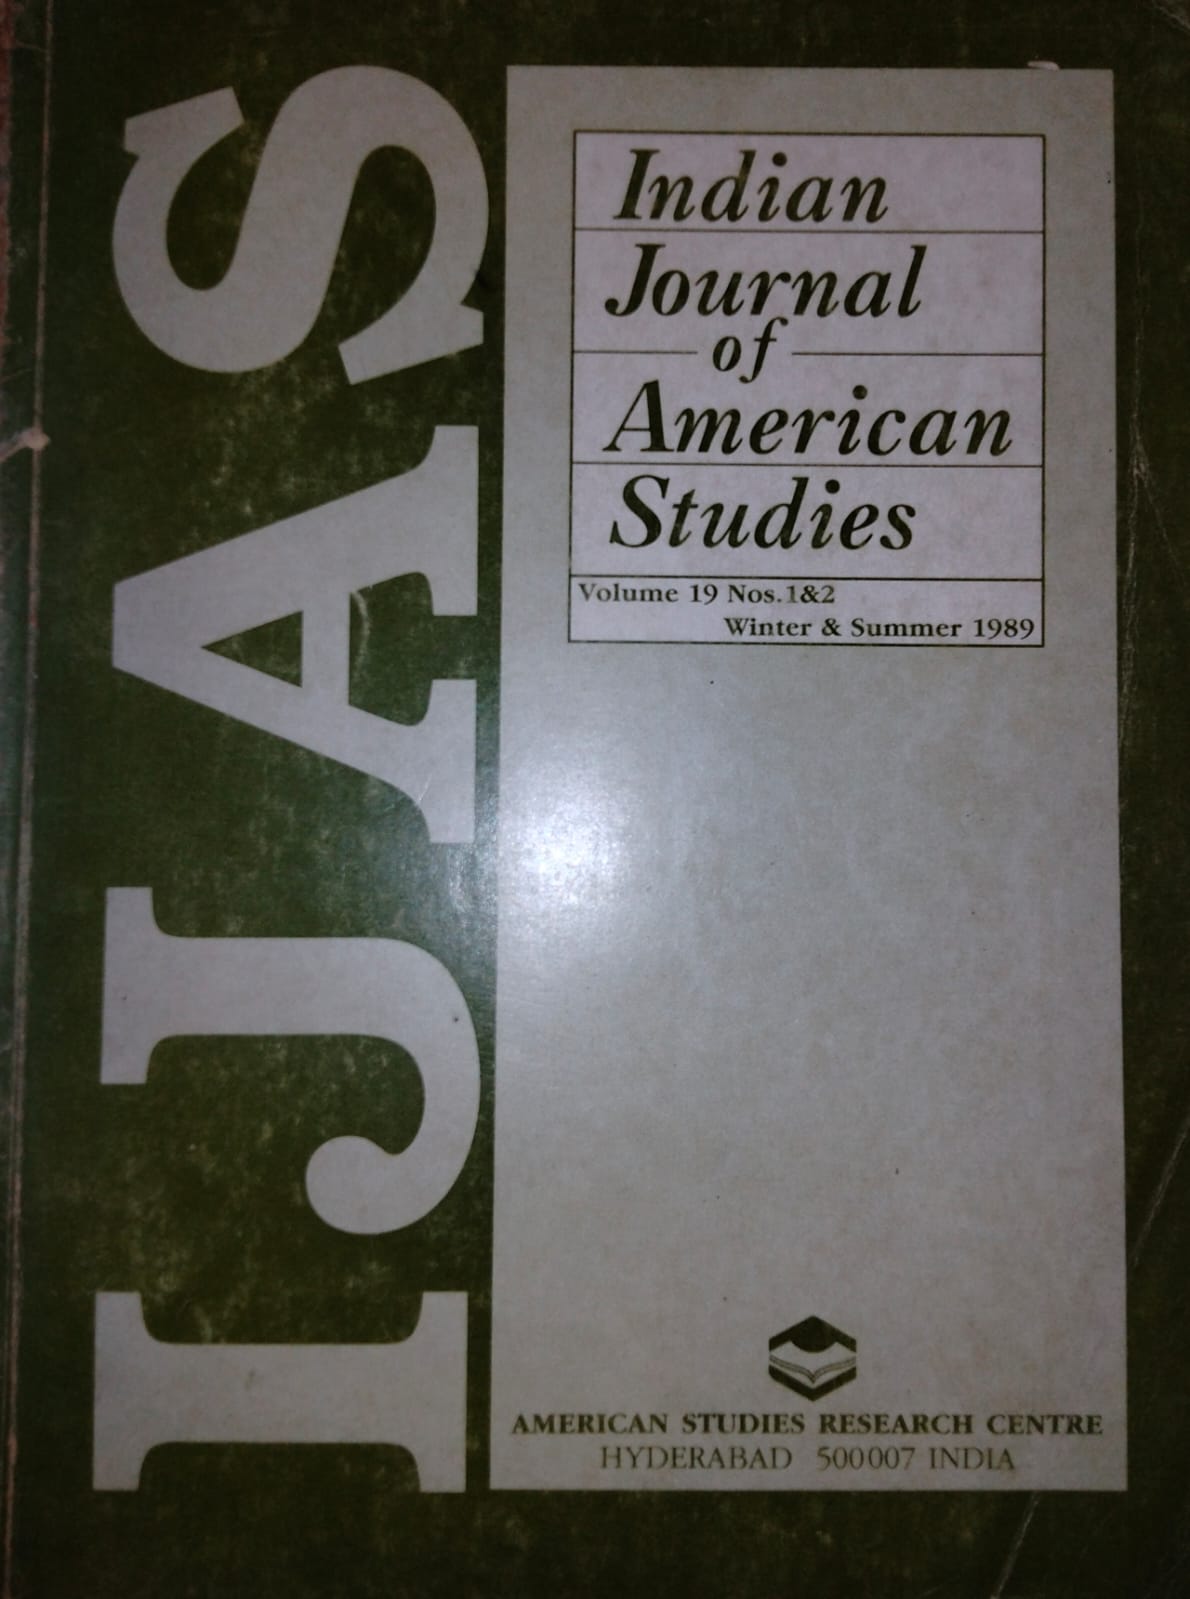 IJAS
Indian
Journal
of
American
Studies
Volume 19 Nos.1&2
Winter & Summer 1989
AMERICAN STUDIES RESEARCH CENTRE
HYDERABAD 500007 INDIA